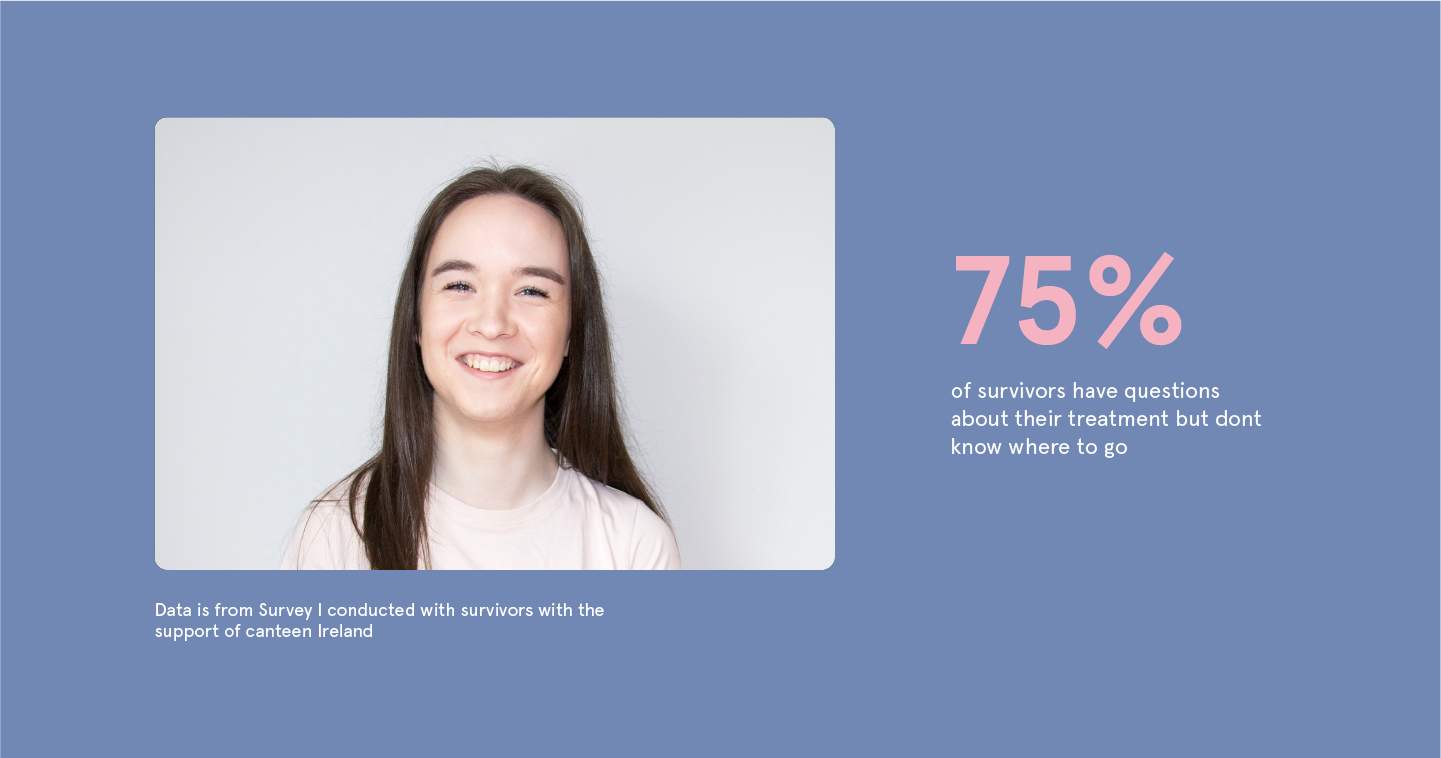 75%
of survivors have questions
about their treatment but dont
know where to go
Data is from Survey I conducted with survivors with the
support of canteen Ireland